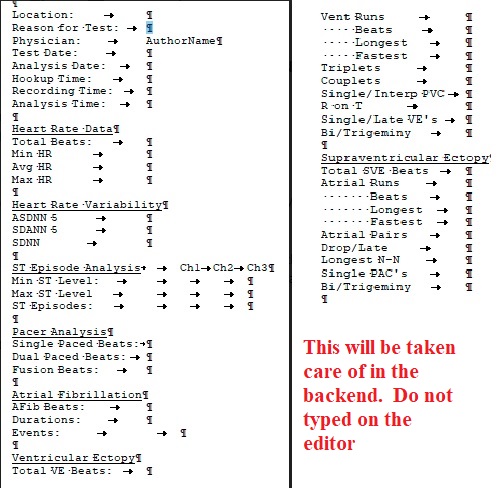 Location:
Reason for Test:
Physician: AuthorName
Test Date:
Analysis Date:
Hookup Time:
Recording Time:
Analysis Time:
Heart Rate Data
Total Beats:
Min HR
Avg HR
Max HR
Heart Rate Variability
ASDNN 5
SDANN 5
SDNN
ST Episode Analysis Ch1 Ch2 Ch3
Min ST Level:
Max ST Level
ST Episodes:
Pacer Analysis
Single Paced Beats:
Dual Paced Beats:
Fusion Beats:
Atrial Fibrillation
AFib Beats:
Durations:
Events:
Ventricular Ectopy
Total VE Beats:
Vent Runs
Beats
Longest
Fastest
Triplets
Couplets
Single/Interp PVC
R on T
Single/Late VE's
Bi/Trigeminy
Supraventricular Ectopy
Total SVE Beats
Atrial Runs
Beats
Longest
Fastest
Atrial Pairs
Drop/Late
Longest N-N
Single PAC's
Bi/Trigeminy
This will be taken
care of in the
backend. Do not
typed on the
editor